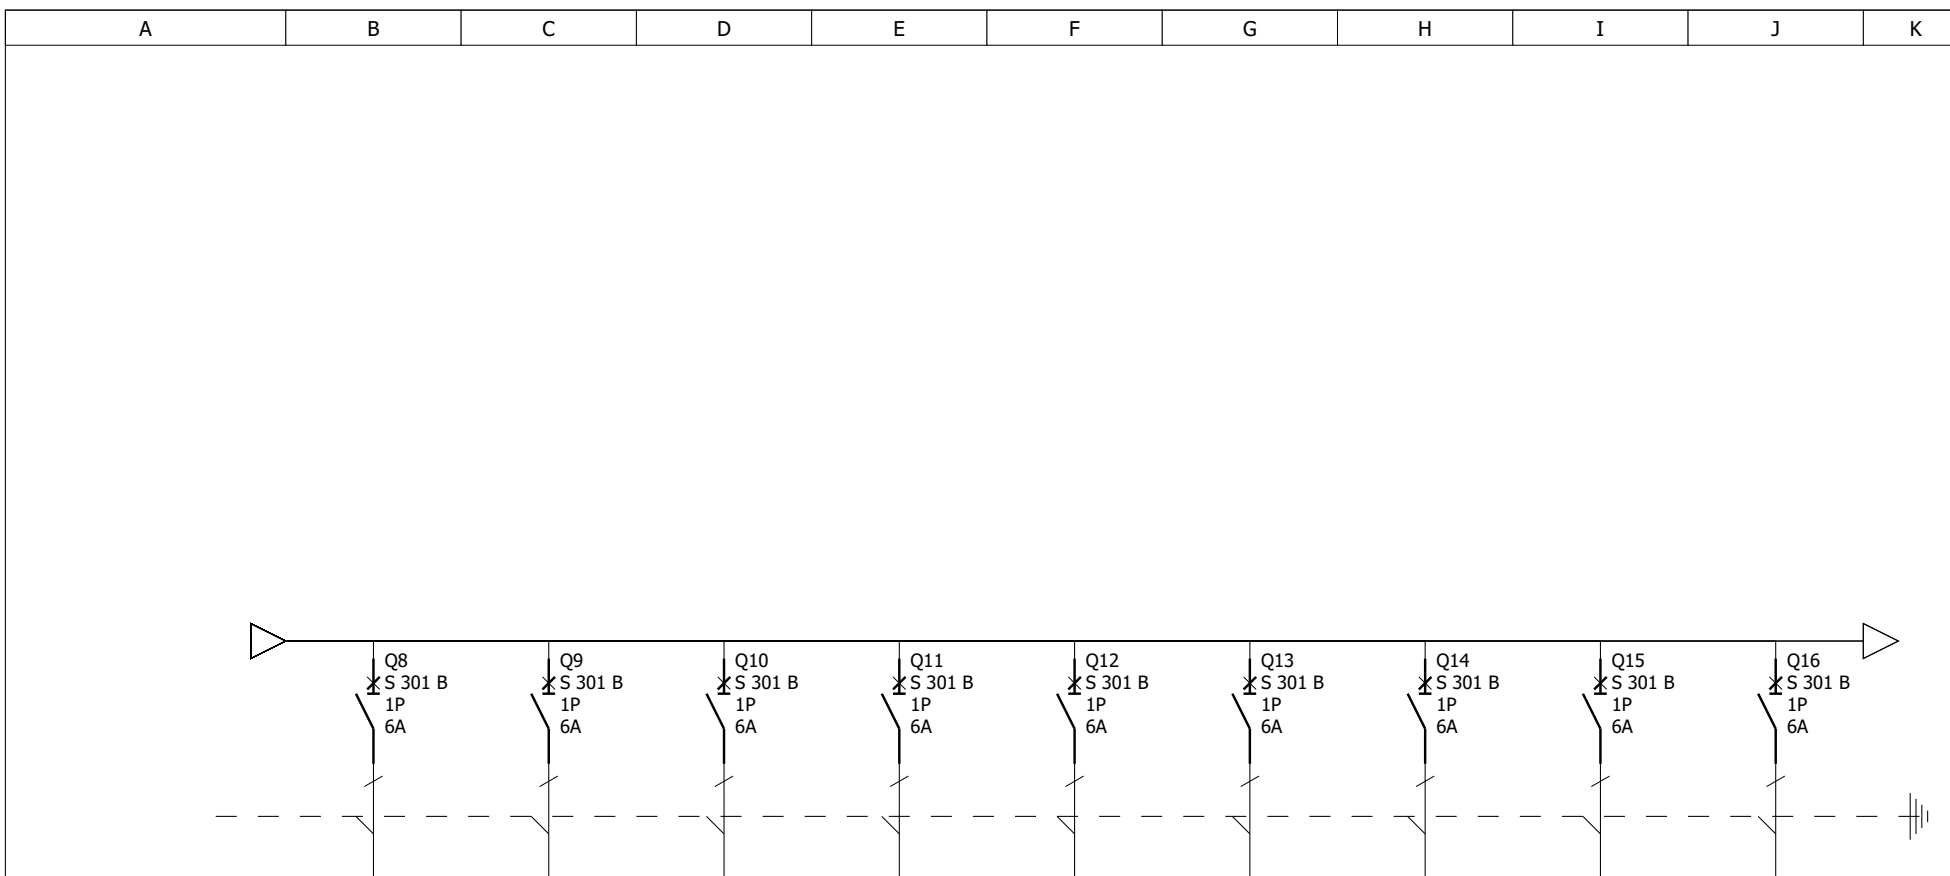 A B C D E F G H I J K
Q8 Q9 Q10 Q11 Q12 Q13 Q14 Q15 Q16
S 301 B S 301 B S 301 B S 301 B S 301 B S 301 B S 301 B S 301 B S 301 B
1P 1P 1P 1P 1P 1P 1P 1P 1P
6A 6A 6A 6A 6A 6A 6A 6A 6A